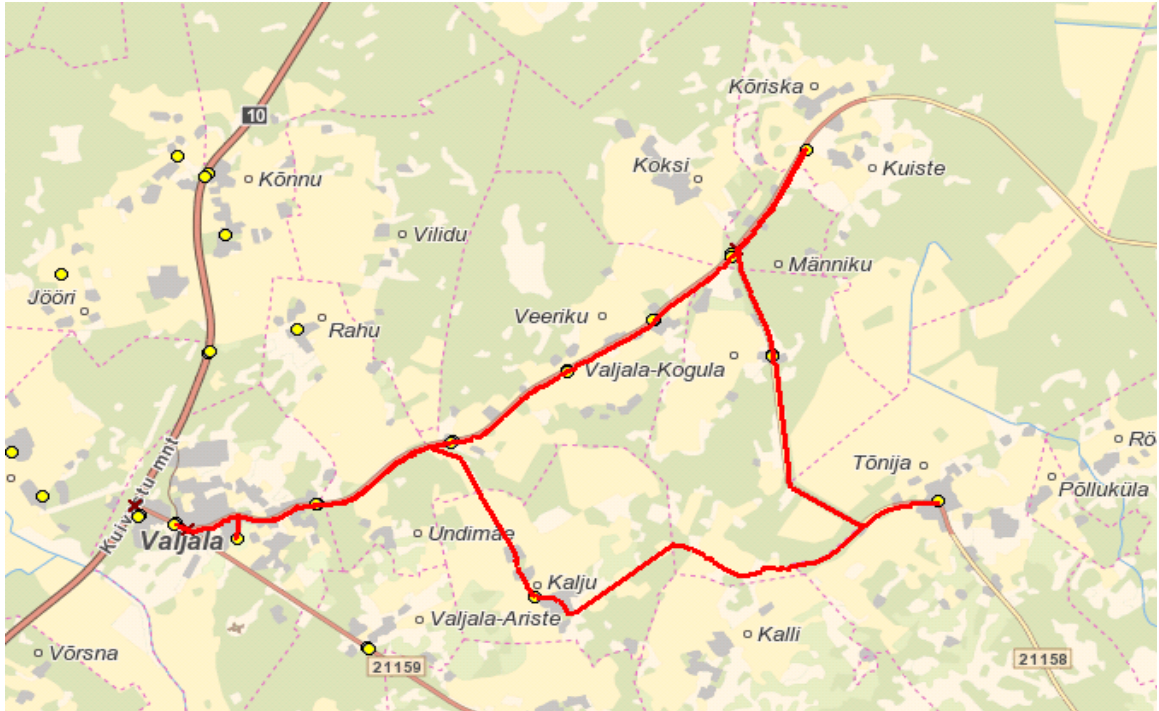 Kõriska
10
Koksi
Kuiste
Kõnnu
Vilidu
Männiku
Jööri
Rahu
Veeriku
Valjala-Kogula
Rö
Tõnija
Põlluküla
Kuivastu mnt
Valjala
Undimäe
Kalju
Valjala-Ariste
Kalli
Võrsna
21159
21158